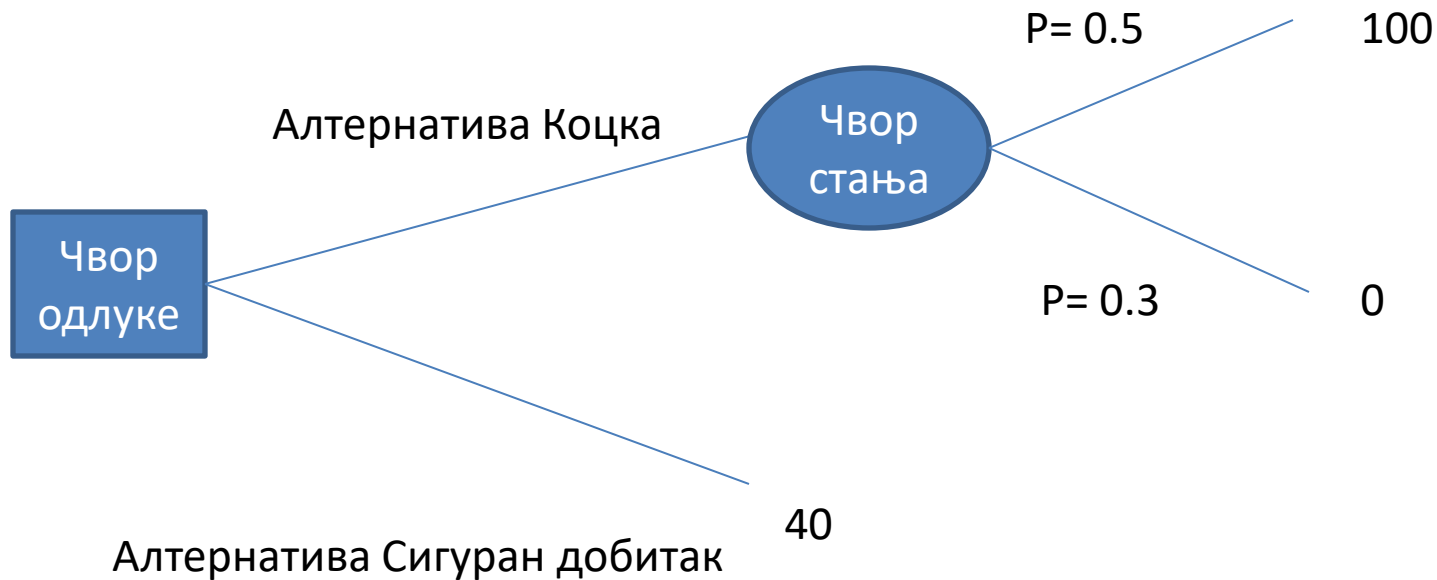 P= 0.5
100
Алтернатива Коцка
Чвор
стања
Чвор
одлуке
P= 0.3
0
40
Алтернатива Сигуран добитак